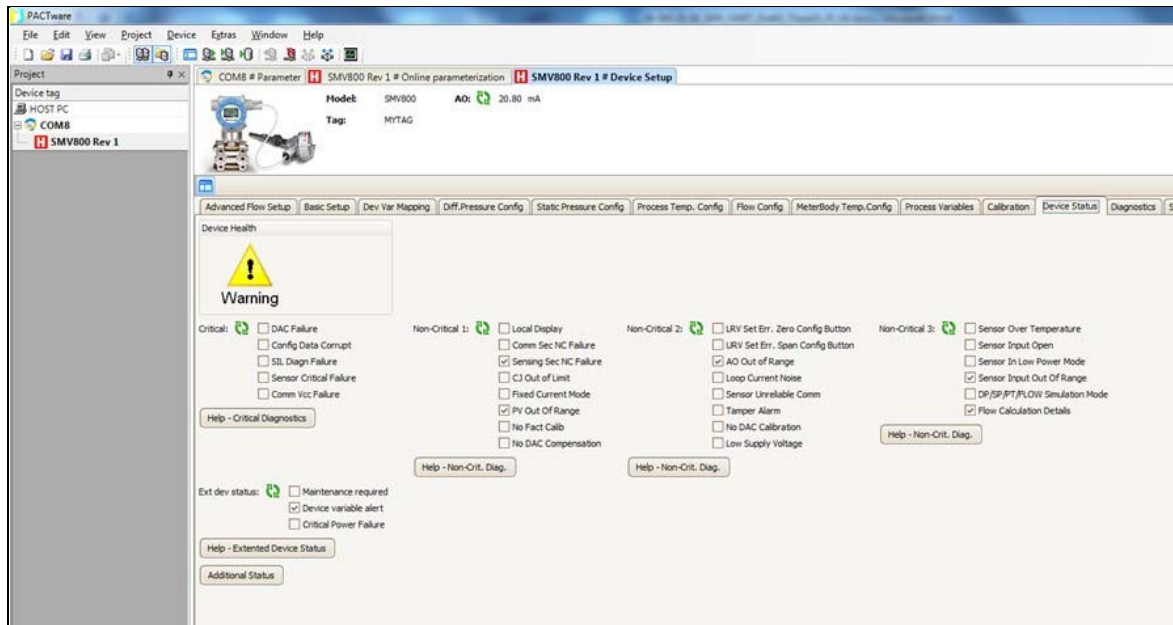 PACTware
File Edit View Project Device Extras Window Help
Project
Device tag
HOST PC
COM8
SMV800 Rev 1
COM8 # Parameter SMV800 Rev 1 # Online parameterization SMV800 Rev 1 # Device Setup
Model: SMV800 AO: 20.80 mA
Tag: MYTAG
Advanced Flow Setup Basic Setup Dev Var Mapping Diff.Pressure Config Static Pressure Config Process Temp. Config Flow Config MeterBody Temp.Config Process Variables Calibration Device Status Diagnostics S
Device Health
Warning
Critical:
DAC Failure
Config Data Corrupt
SIL Diagn Failure
Sensor Critical Failure
Comm Vcc Failure
Help - Critical Diagnostics
Non-Critical 1:
Local Display
Comm Sec NC Failure
Sensing Sec NC Failure
CJ Out of Limit
Fixed Current Mode
PV Out Of Range
No Fact Calib
No DAC Compensation
Help - Non-Crit. Diag.
Non-Critical 2:
LRV Set Err. Zero Config Button
URV Set Err. Span Config Button
AO Out of Range
Loop Current Noise
Sensor Unreliable Comm
Tamper Alarm
No DAC Calibration
Low Supply Voltage
Help - Non-Crit. Diag.
Non-Critical 3:
Sensor Over Temperature
Sensor Input Open
Sensor In Low Power Mode
Sensor Input Out Of Range
DP/SP/PT/FLOW Simulation Mode
Flow Calculation Details
Help - Non-Crit. Diag.
Ext dev status:
Maintenance required
Device variable alert
Critical Power Failure
Help - Extented Device Status
Additional Status